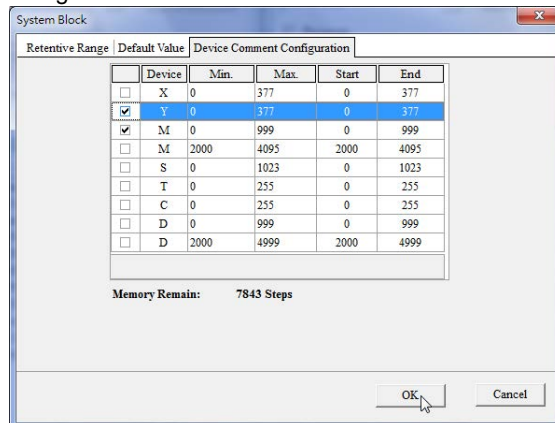 System Block
Retentive Range Default Value Device Comment Configuration
Device Min. Max. Start End
X 0 377 0 377
Y 0 377 0 377
M 0 999 0 999
M 2000 4095 2000 4095
S 0 1023 0 1023
T 0 255 0 255
C 0 255 0 255
D 0 999 0 999
D 2000 4999 2000 4999
Memory Remain: 7843 Steps
OK Cancel